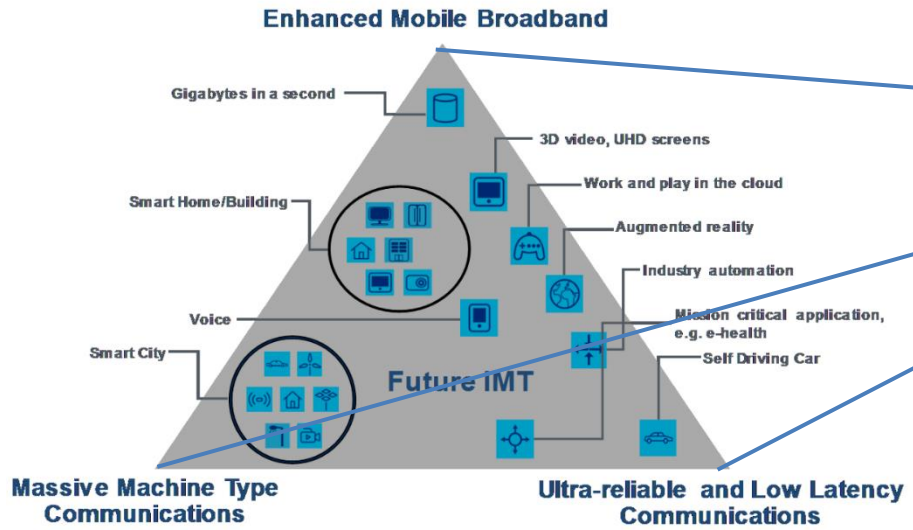 Enhanced Mobile Broadband
Gigabytes in a second
3D video, UHD screens
Work and play in the cloud
Smart Home/Building
Augmented reality
Industry automation
Voice
Mission critical application,
e.g. e-health
Smart City
Self Driving Car
Future IMT
Massive Machine Type
Communications
Ultra-reliable and Low Latency
Communications